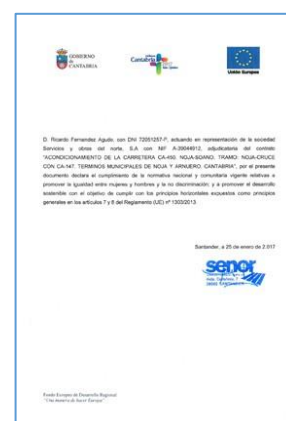 GOBIERNO
de
CANTABRIA
Cantabria
Unión Europea
D. Ricardo Fernandez Agudo, con DNI 72051257-P, actuando en representación de la sociedad
Servicios y obras del norte, S.A con NIF A-39044912, adjudicataria del contrato
"ACONDICIONAMIENTO DE LA CARRETERA CA-450. NOJA-SOANO. TRAMO: NOJA-CRUCE
CON CA-147. TERMINOS MUNICIPALES DE NOJA Y ARNUERO, CANTABRIA", por el presente
documento declara el cumplimiento de la normativa nacional y comunitaria vigente relativas a
promover la igualdad entre mujeres y hombres y la no discriminación; y a promover el desarrollo
sostenible con el objetivo de cumplir con los principios horizontales expuestos como principios
generales en los artículos 7 y 8 del Reglamento (UE) nº 1303/2013.
Santander, a 25 de enero de 2.017
senor
Fondo Europeo de Desarrollo Regional
"Una manera de hacer Europa"